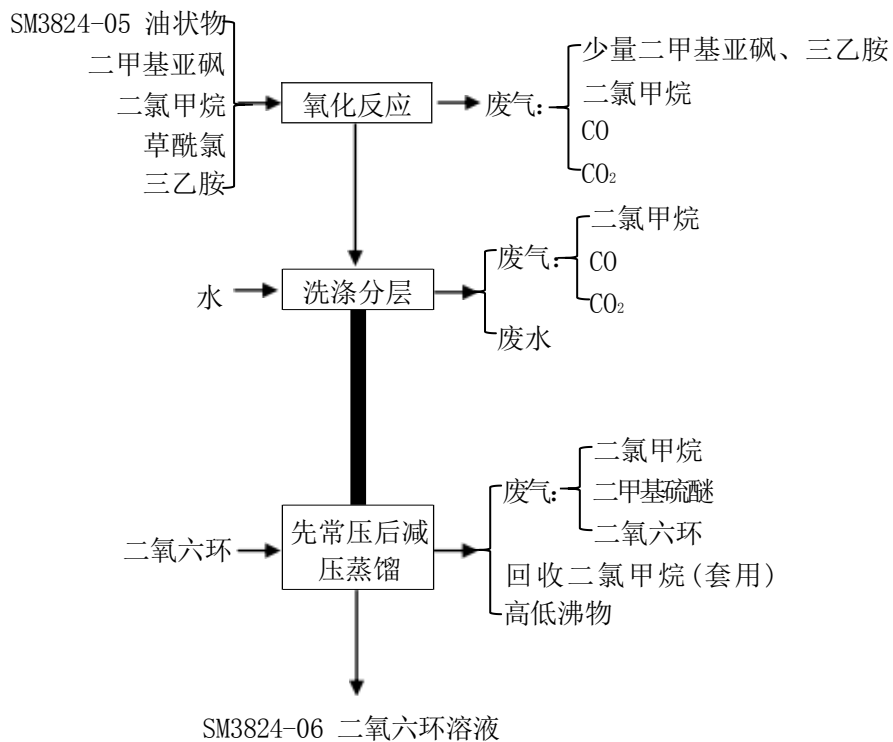 SM3824-05 油状物
二甲基亚砜
二氯甲烷
草酰氯
三乙胺
氧化反应
废气:
少量二甲基亚砜、三乙胺
二氯甲烷
CO
CO₂
水
洗涤分层
废气:
二氯甲烷
CO
CO₂
废水
二氧六环
先常压后减
压蒸馏
废气:
二氯甲烷
二甲基硫醚
二氧六环
回收二氯甲烷(套用)
高低沸物
SM3824-06 二氧六环溶液